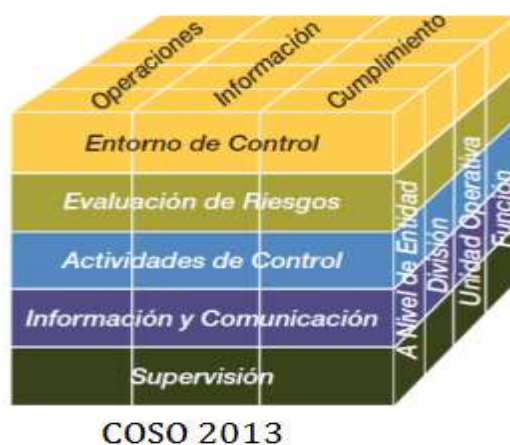 Operaciones
Información
Cumplimiento
Entorno de Control
Evaluación de Riesgos
Actividades de Control
Información y Comunicación
Supervisión
A Nivel de Entidad
División
Unidad Operativa
Función
COSO 2013